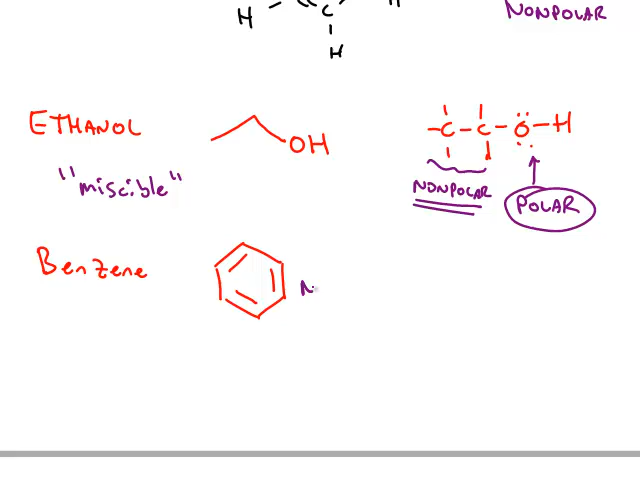 NONPOLAR
H
C
H
H
ETHANOL
OH
- C - C - O - H
"miscible"
NONPOLAR
POLAR
Benzene
N